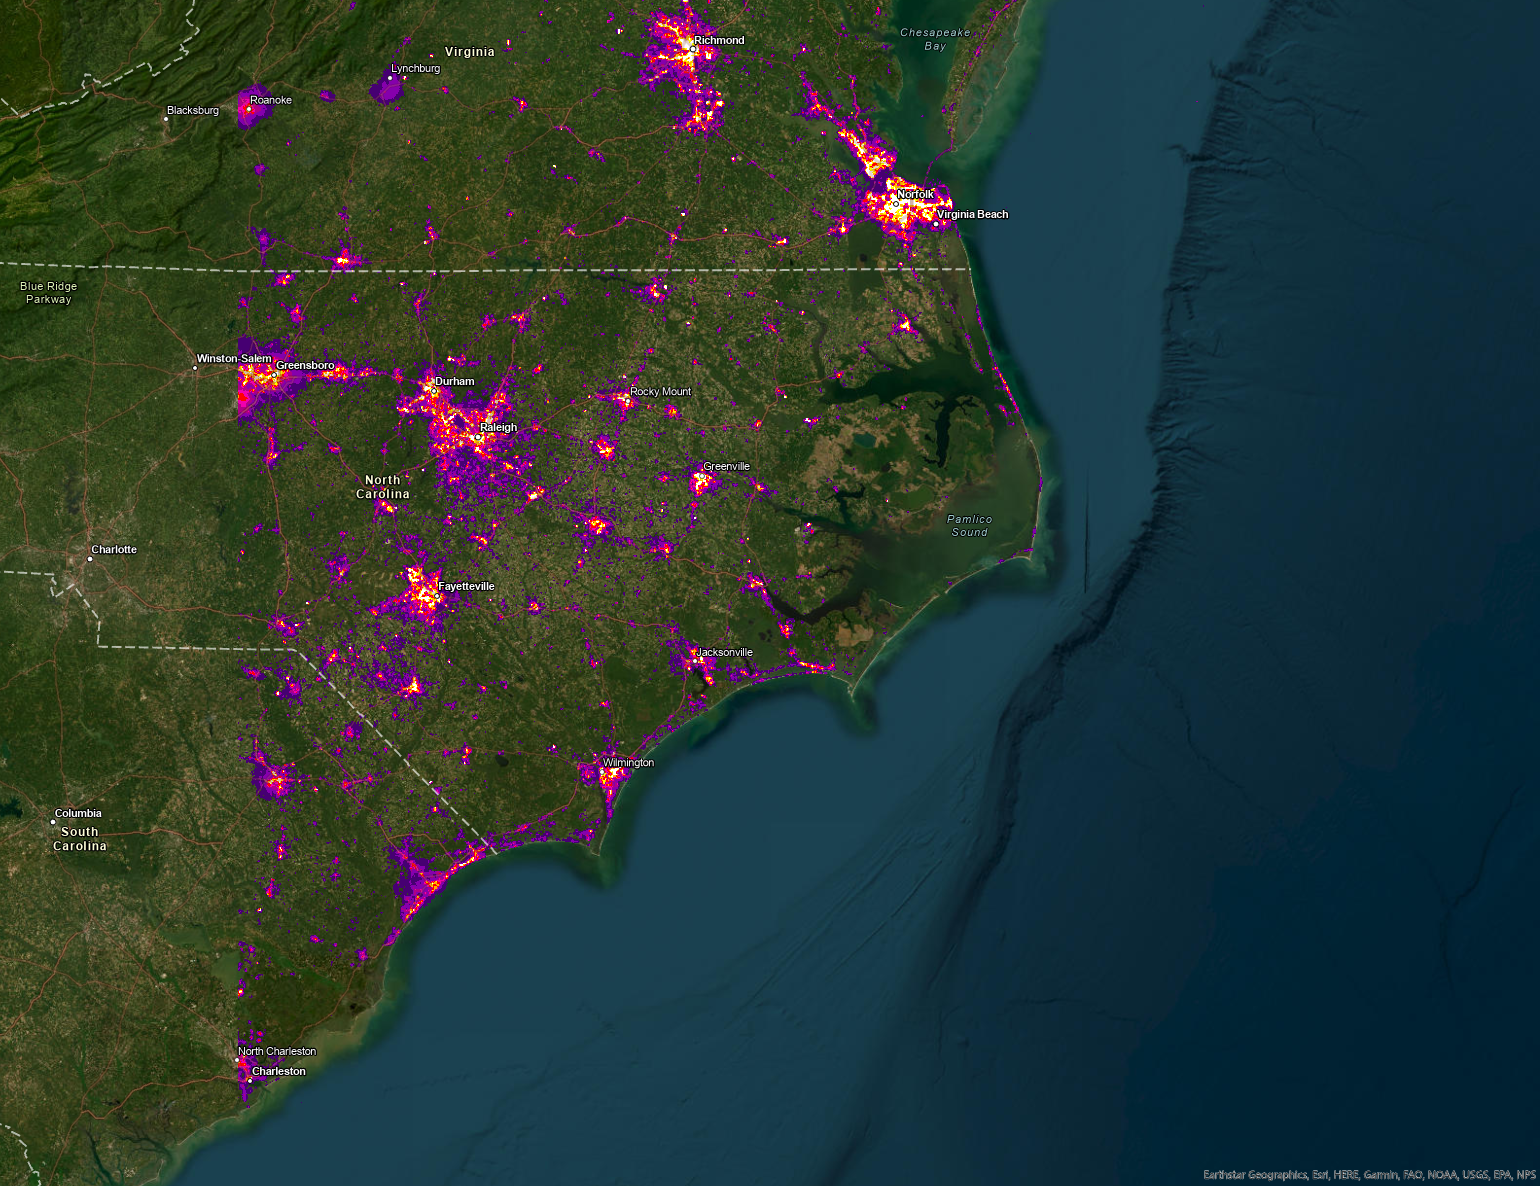 Chesapeake
Bay
Richmond
Virginia
Lynchburg
Roanoke
Blacksburg
Norfolk
Virginia Beach
Blue Ridge
Parkway
Winston-Salem
Greensboro
Durham
Rocky Mount
Raleigh
Greenville
North
Carolina
Pamlico
Sound
Charlotte
Fayetteville
Jacksonville
Wilmington
Columbia
South
Carolina
North Charleston
Charleston
Earthstar Geographics, Esri, HERE, Garmin, FAO, NOAA, USGS, EPA, NPS